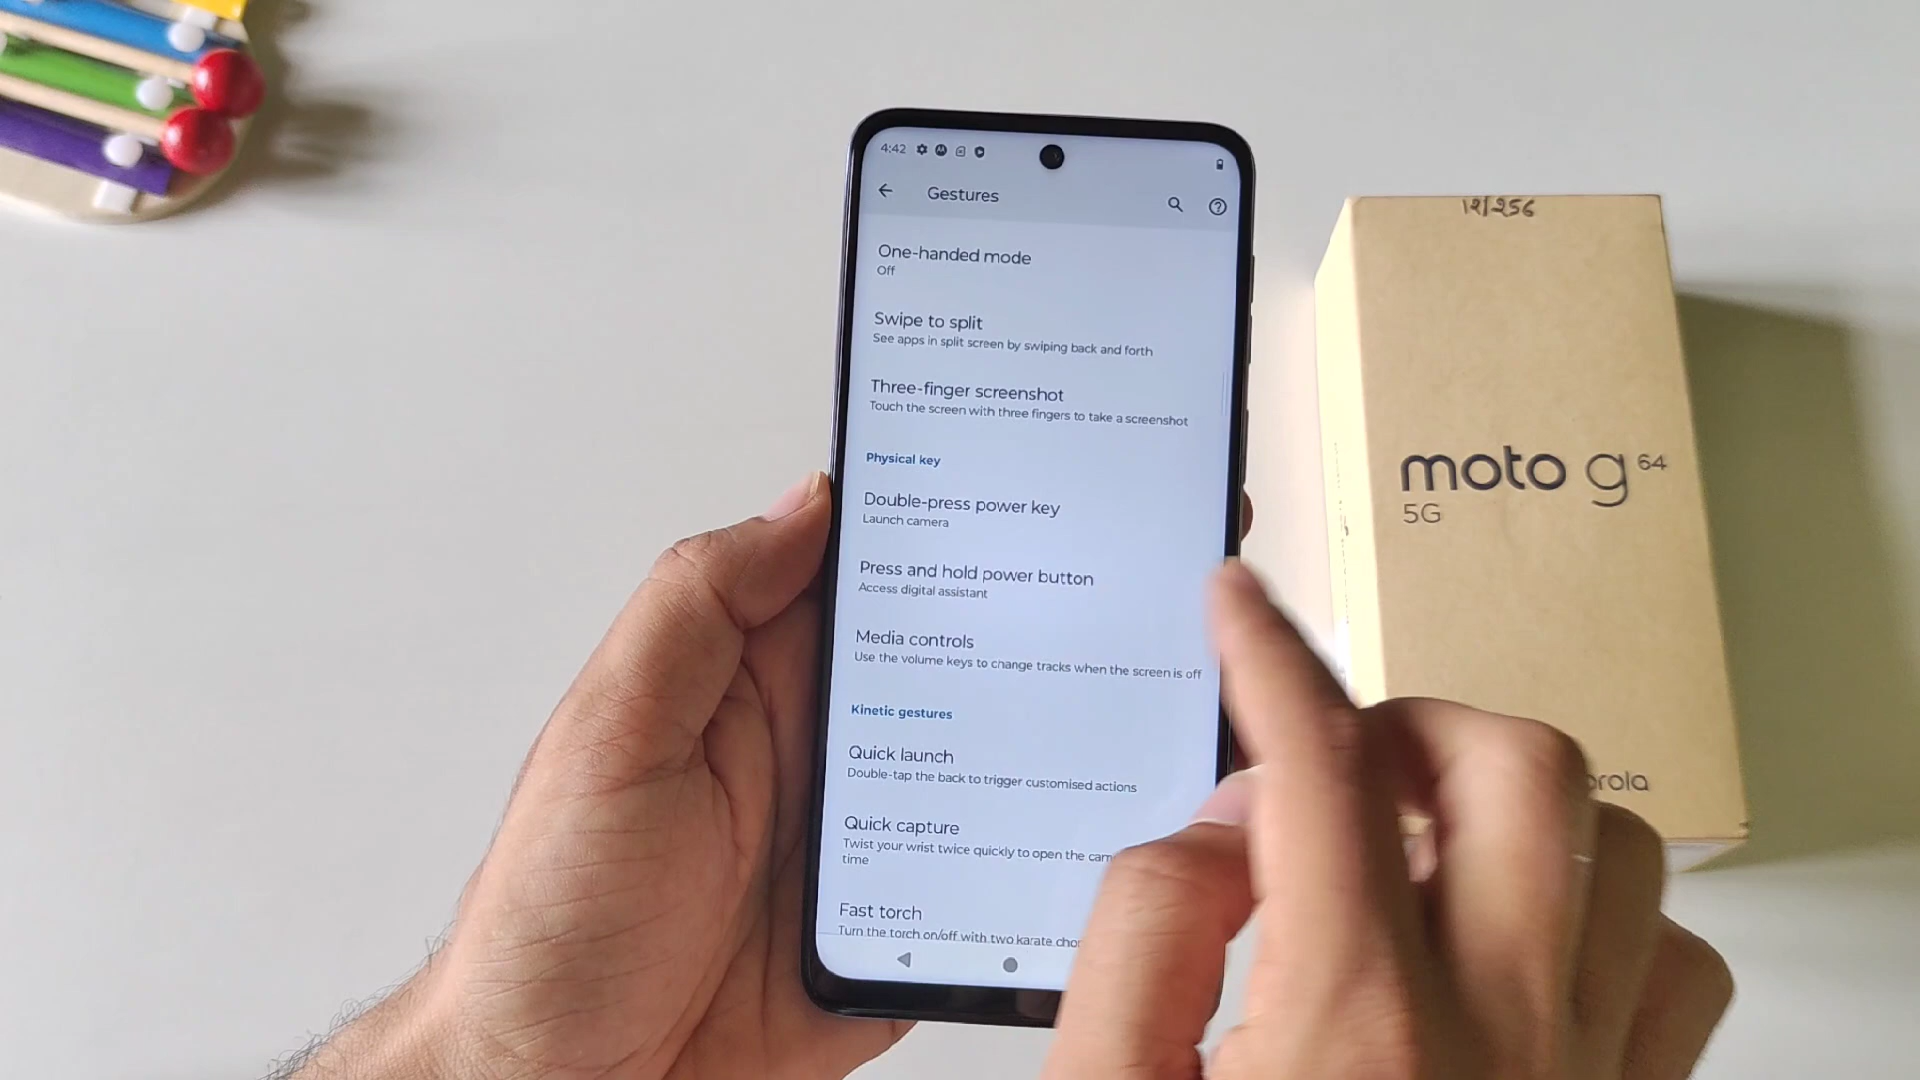 4:42
Gestures
One-handed mode
Off
Swipe to split
See apps in split screen by swiping back and forth
Three-finger screenshot
Touch the screen with three fingers to take a screenshot
Physical key
Double-press power key
Launch camera
Press and hold power button
Access digital assistant
Media controls
Use the volume keys to change tracks when the screen is off
Kinetic gestures
Quick launch
Double-tap the back to trigger customised actions
Quick capture
Twist your wrist twice quickly to open the cam
time
Fast torch
Turn the torch on/off with two karate chop
12/256
moto g 64
5G
orola